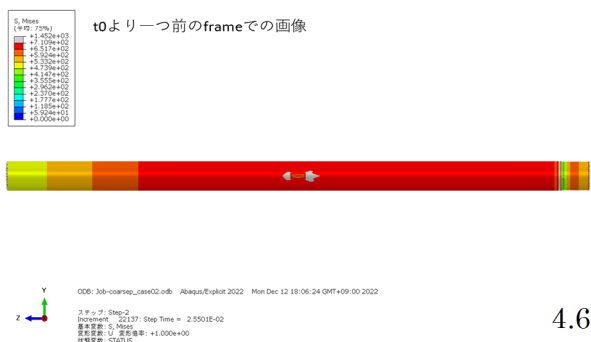 S, Mises
(平均: 75%)
+1.452e+03
+7.109e+02
+6.517e+02
+5.924e+02
+5.332e+02
+4.739e+02
+4.147e+02
+3.555e+02
+2.962e+02
+2.370e+02
+1.777e+02
+1.185e+02
+5.924e+01
+0.000e+00
t0より一つ前のframeでの画像
Y
Z
X
ODB: Job-coarsep_case02.odb Abaqus/Explicit 2022 Mon Dec 12 18:06:24 GMT+09:00 2022
ステップ: Step-2
Increment 22137: Step Time = 2.5501E-02
基本変数: S, Mises
変形変数: U 変形倍率: +1.000e+00
状態変数: STATUS
4.6